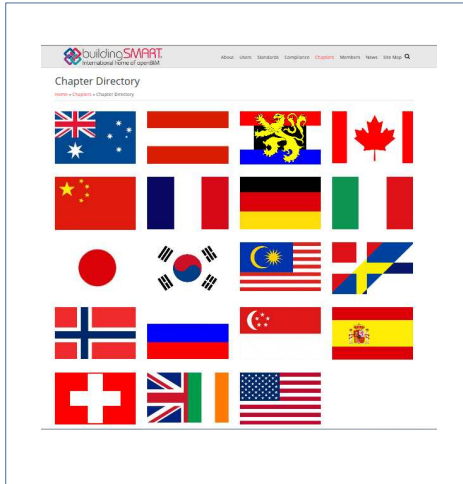 buildingSMART.
International home of openBIM
About Users Standards Compliance Chapters Members News Site Map
Chapter Directory
Home » Chapters » Chapter Directory